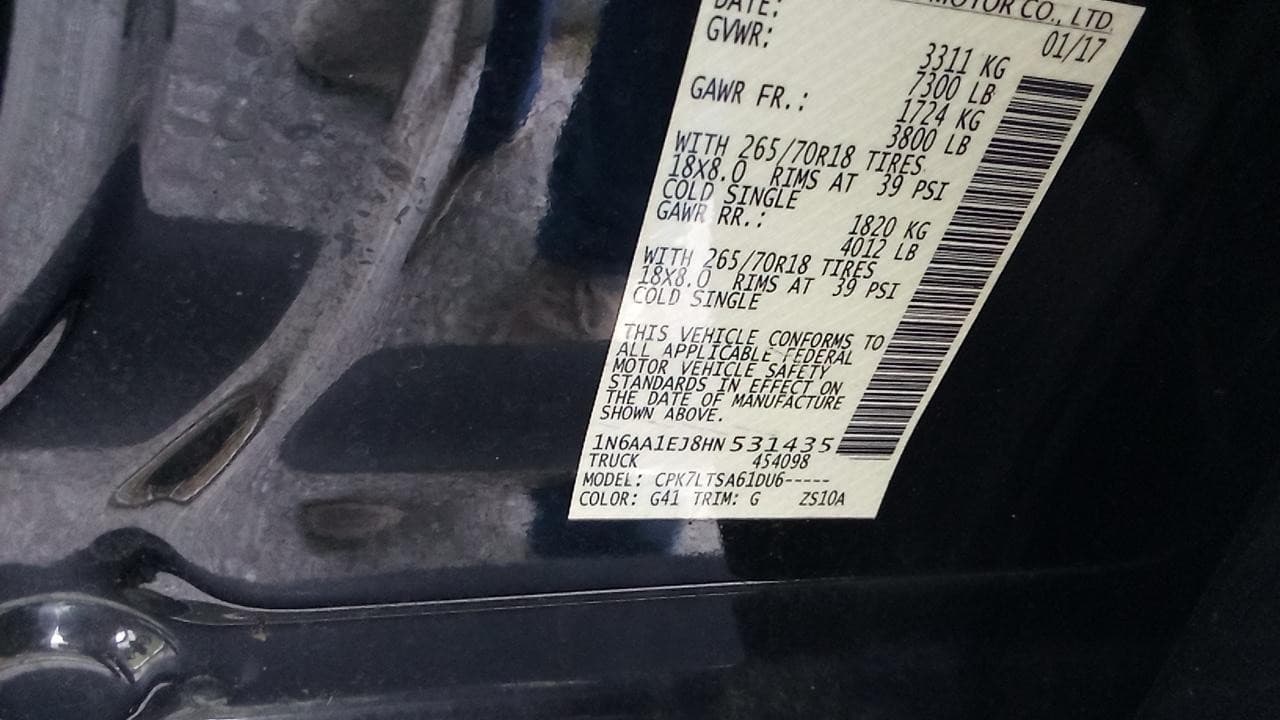 MOTOR CO., LTD.
DATE: 01/17
GVWR: 3311 KG
7300 LB
GAWR FR.: 1724 KG
3800 LB
WITH 265/70R18 TIRES
18X8.0 RIMS AT 39 PSI
COLD SINGLE
GAWR RR.: 1820 KG
4012 LB
WITH 265/70R18 TIRES
18X8.0 RIMS AT 39 PSI
COLD SINGLE
THIS VEHICLE CONFORMS TO
ALL APPLICABLE FEDERAL
MOTOR VEHICLE SAFETY
STANDARDS IN EFFECT ON
THE DATE OF MANUFACTURE
SHOWN ABOVE.
1N6AA1EJ8HN531435
TRUCK 454098
MODEL: CPK7LTSA61DU6-----
COLOR: G41 TRIM: G ZS10A